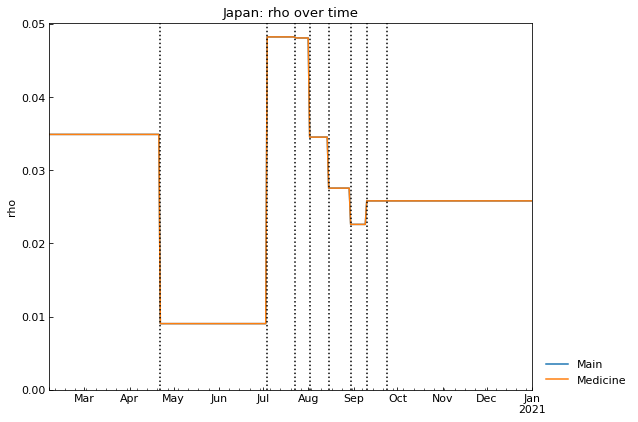 Japan: rho over time
0.05
0.04
0.03
0.02
0.01
0.00
rho
Mar Apr May Jun Jul Aug Sep Oct Nov Dec Jan
2021
Main
Medicine